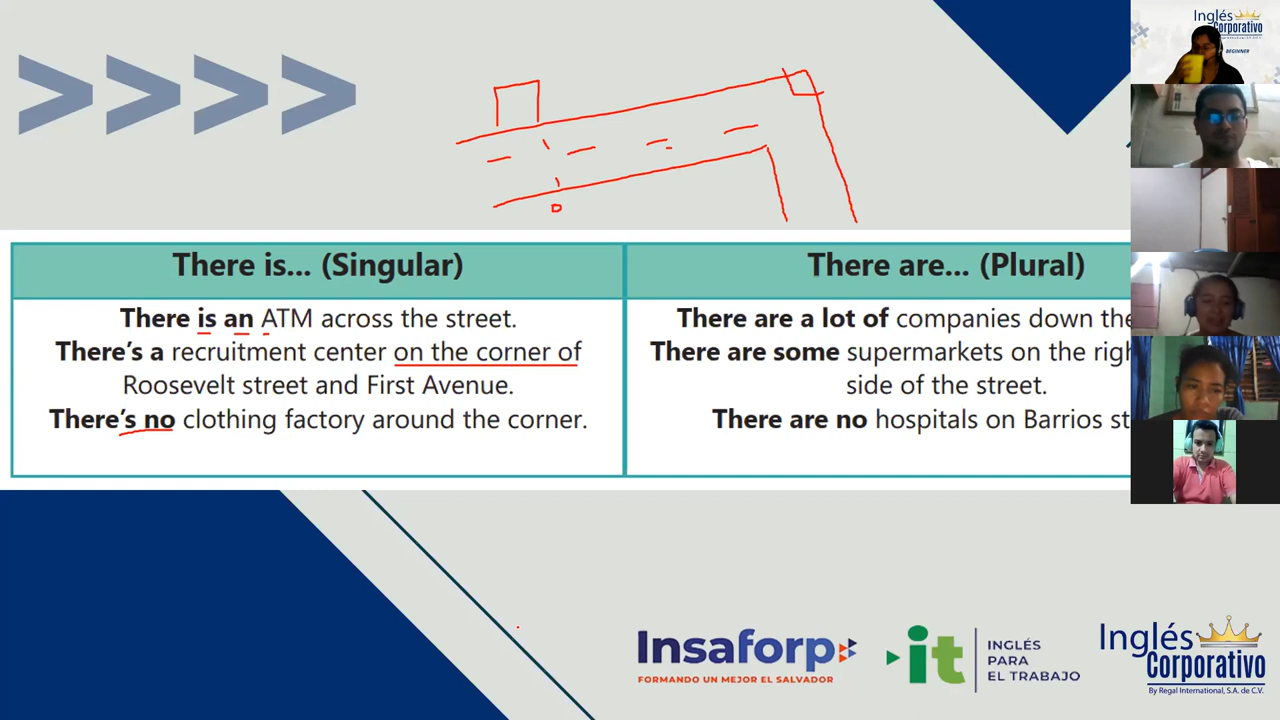 Inglés
Corporativo
BEGINNER
There is... (Singular)
There are... (Plural)
There is an ATM across the street.
There's a recruitment center on the corner of
Roosevelt street and First Avenue.
There's no clothing factory around the corner.
There are a lot of companies down the
There are some supermarkets on the
side of the street.
There are no hospitals on Barrios
Insaforp
FORMANDO UN MEJOR EL SALVADOR
it
INGLÉS
PARA
EL TRABAJO
Inglés
Corporativo
By Regal International, S.A. de C.V.